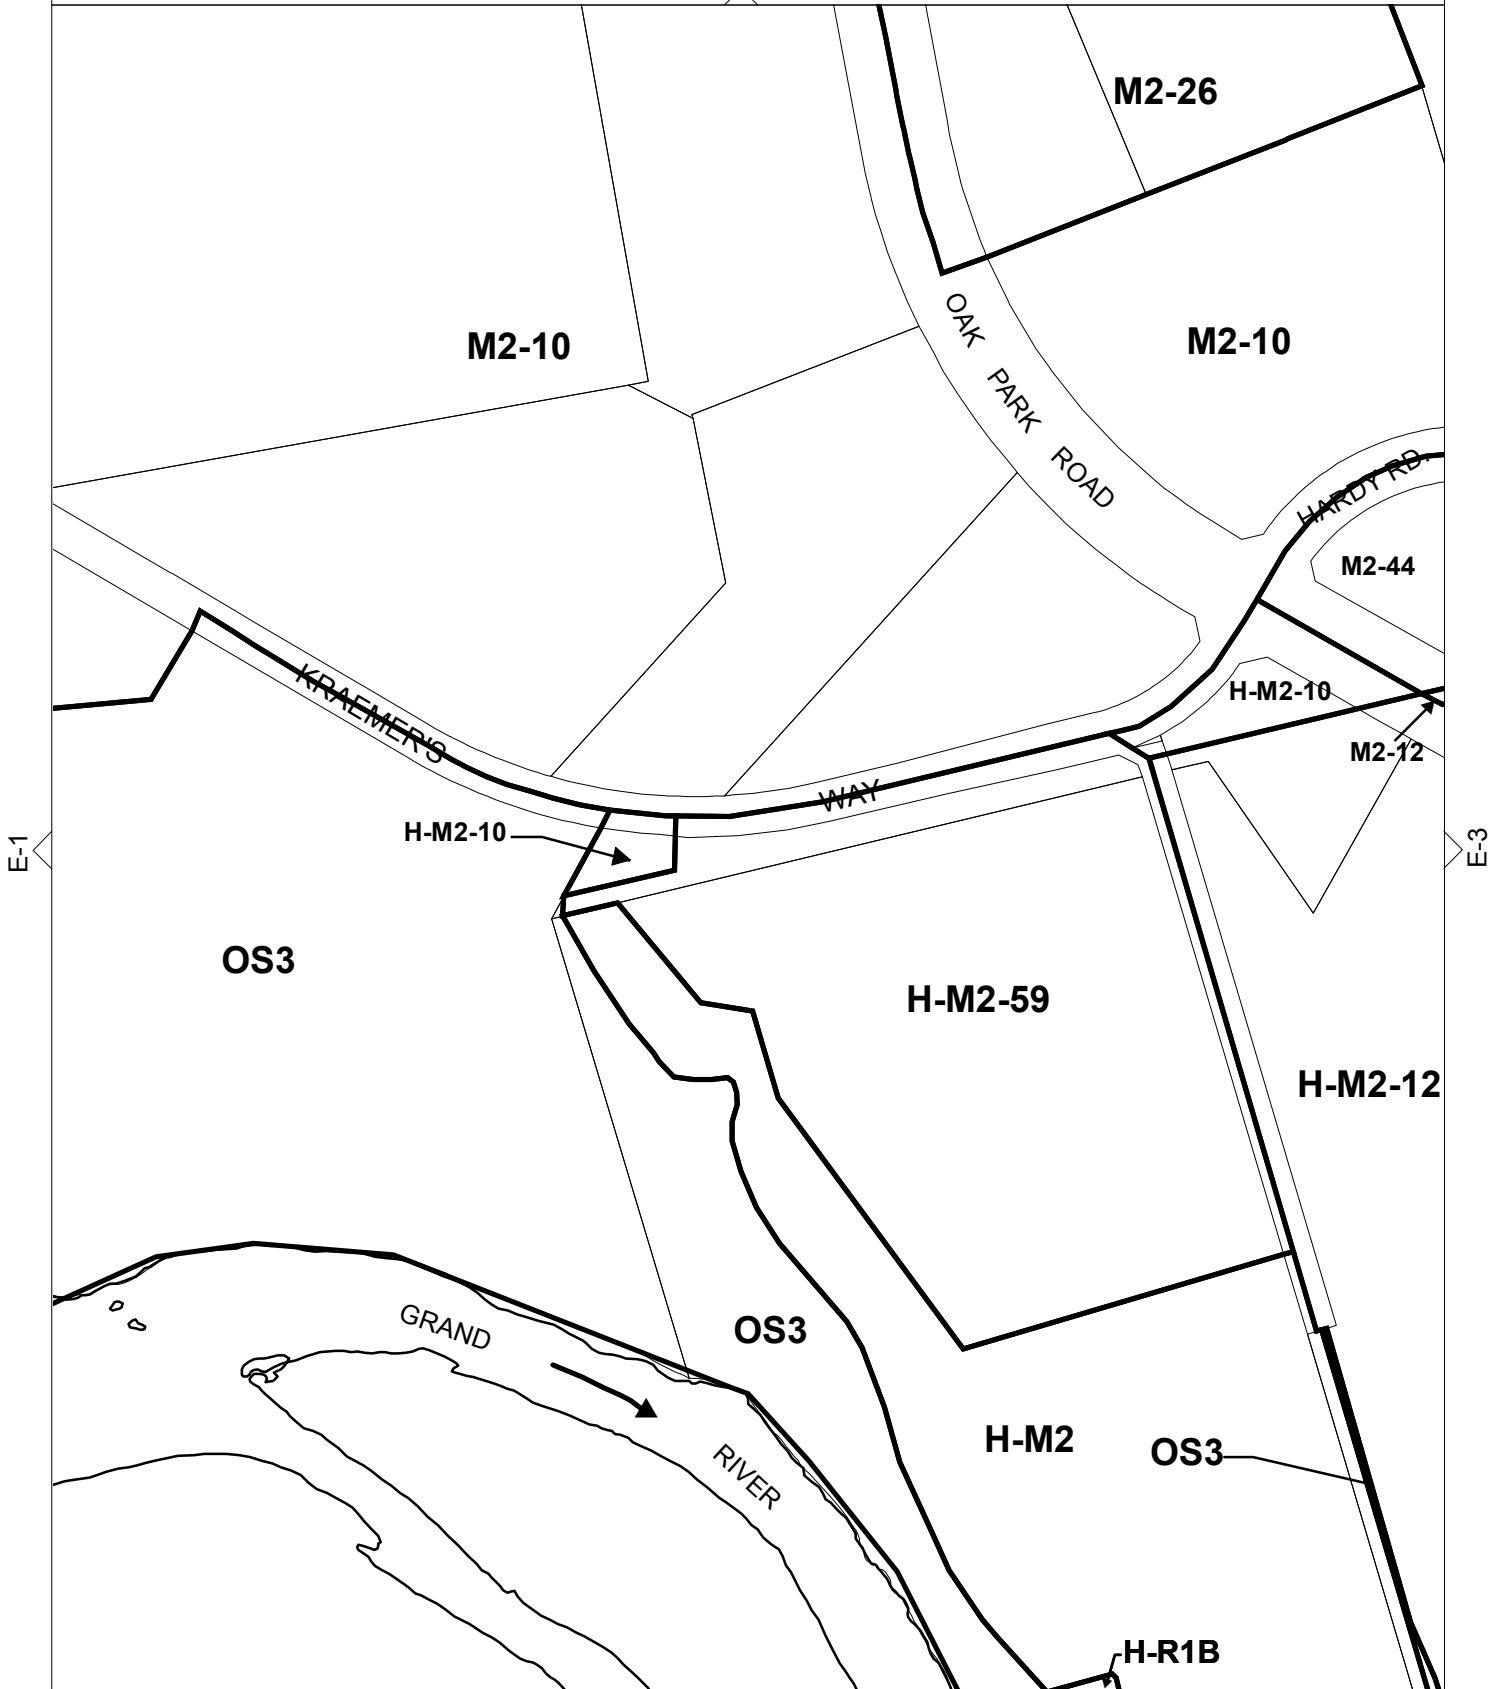 M2-26
M2-10
M2-10
OAK PARK ROAD
HARDY RD.
M2-44
KRAEMER'S WAY
H-M2-10
M2-12
H-M2-10
E-1
E-3
OS3
H-M2-59
H-M2-12
GRAND RIVER
OS3
H-M2
OS3
H-R1B